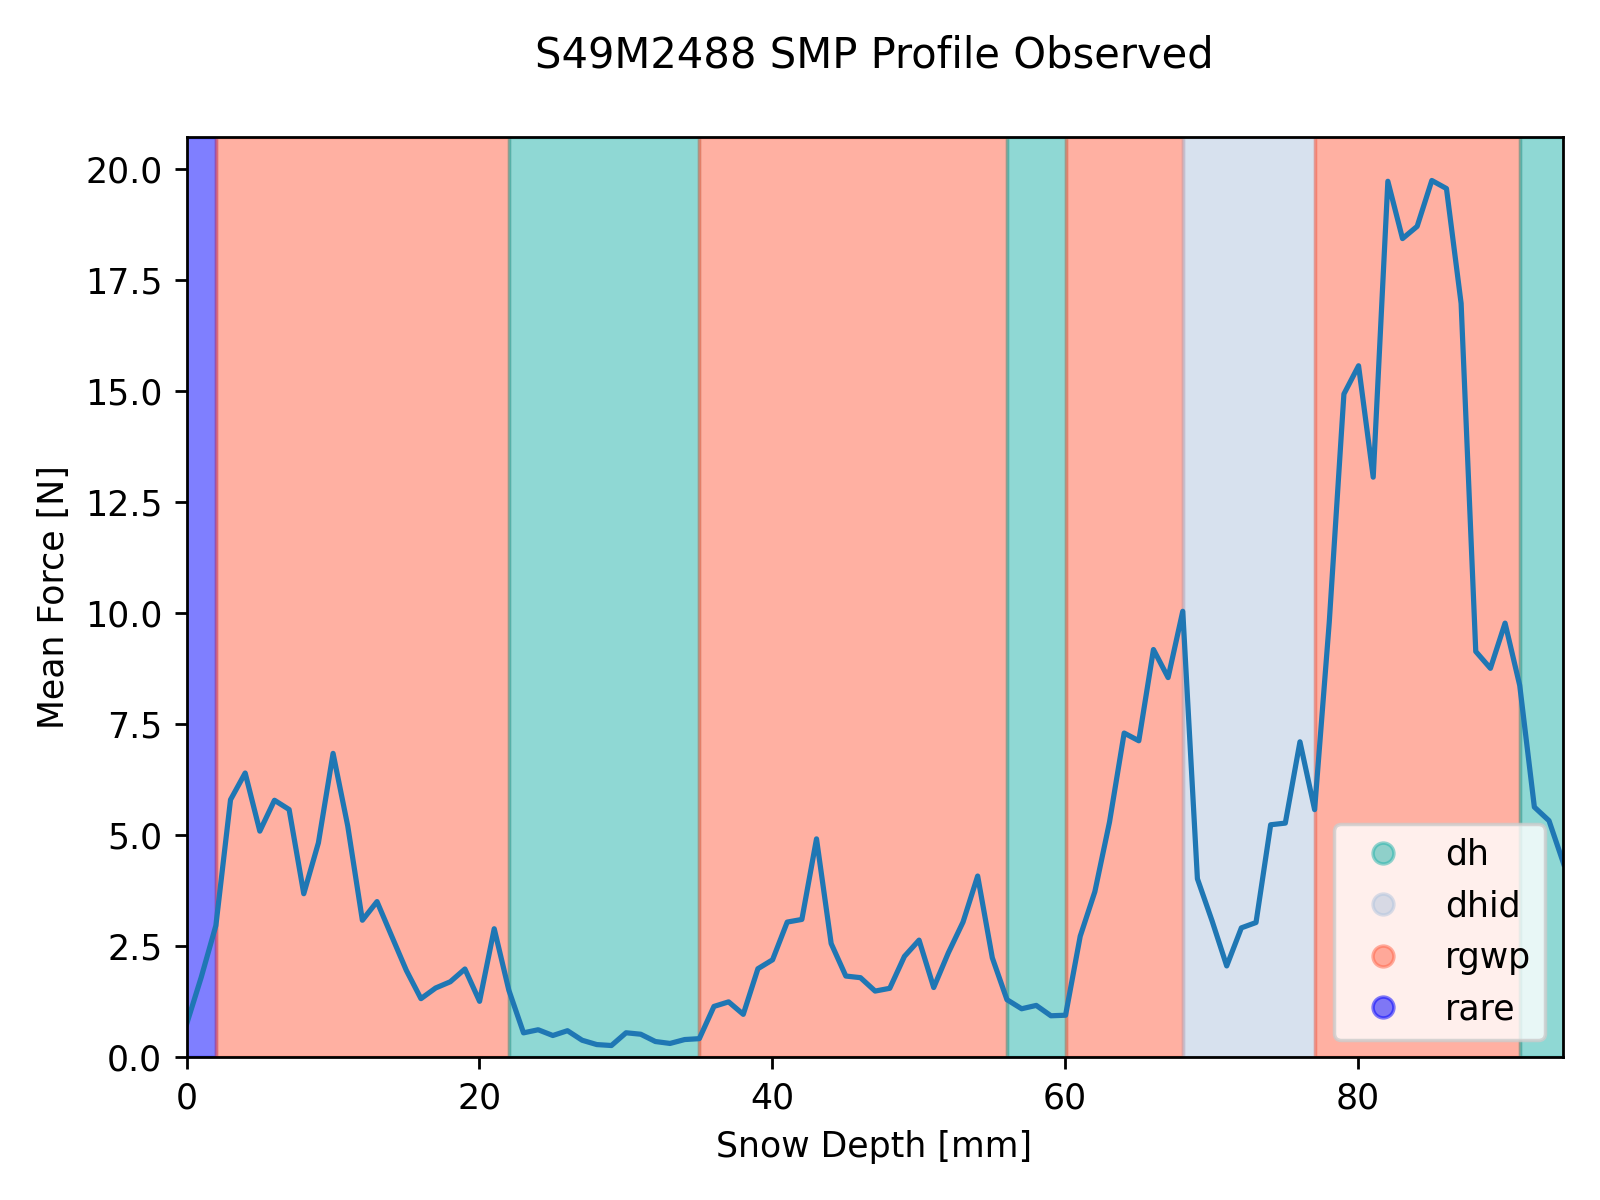 S49M2488 SMP Profile Observed
20.0
17.5
15.0
12.5
10.0
7.5
5.0
2.5
0.0
Mean Force [N]
0 20 40 60 80
Snow Depth [mm]
dh
dhid
rgwp
rare